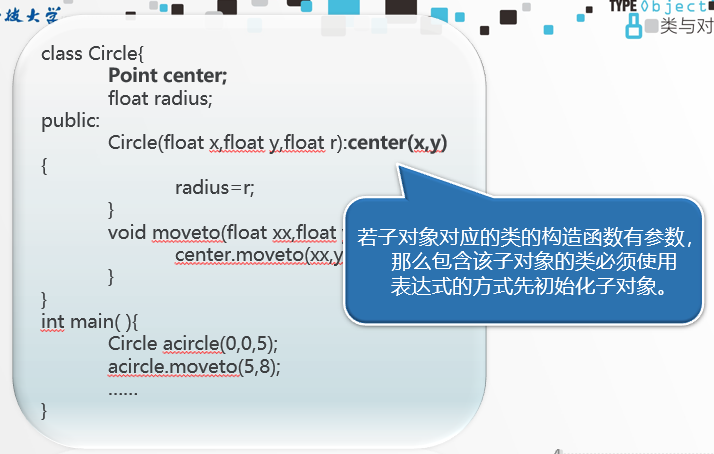 坡大学
TYPE Object
类与对
class Circle{
Point center;
float radius;
public:
Circle(float x,float y,float r):center(x,y)
{
radius=r;
}
void moveto(float xx,float
center.moveto(xx,y
}
}
int main( ){
Circle acircle(0,0,5);
acircle.moveto(5,8);
……
}
若子对象对应的类的构造函数有参数，
那么包含该子对象的类必须使用
表达式的方式先初始化子对象。